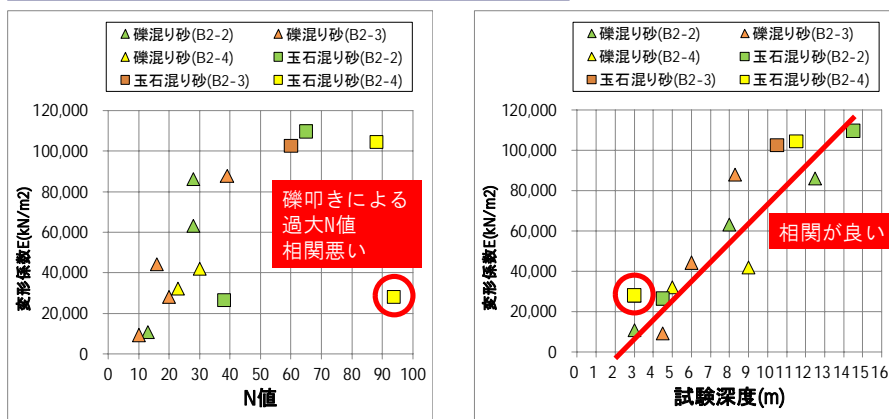 ▲ 礫混り砂(B2-2) ▲ 礫混り砂(B2-3)
▲ 礫混り砂(B2-4) ■ 玉石混り砂(B2-2)
■ 玉石混り砂(B2-3) ■ 玉石混り砂(B2-4)
変形係数E(kN/m2)
120,000
100,000
80,000
60,000
40,000
20,000
0
0 10 20 30 40 50 60 70 80 90 100
N値
礫叩きによる
過大N値
相関悪い
▲ 礫混り砂(B2-2) ▲ 礫混り砂(B2-3)
▲ 礫混り砂(B2-4) ■ 玉石混り砂(B2-2)
■ 玉石混り砂(B2-3) ■ 玉石混り砂(B2-4)
変形係数E(kN/m2)
120,000
100,000
80,000
60,000
40,000
20,000
0
0 1 2 3 4 5 6 7 8 9 10 11 12 13 14 15 16
試験深度(m)
相関が良い